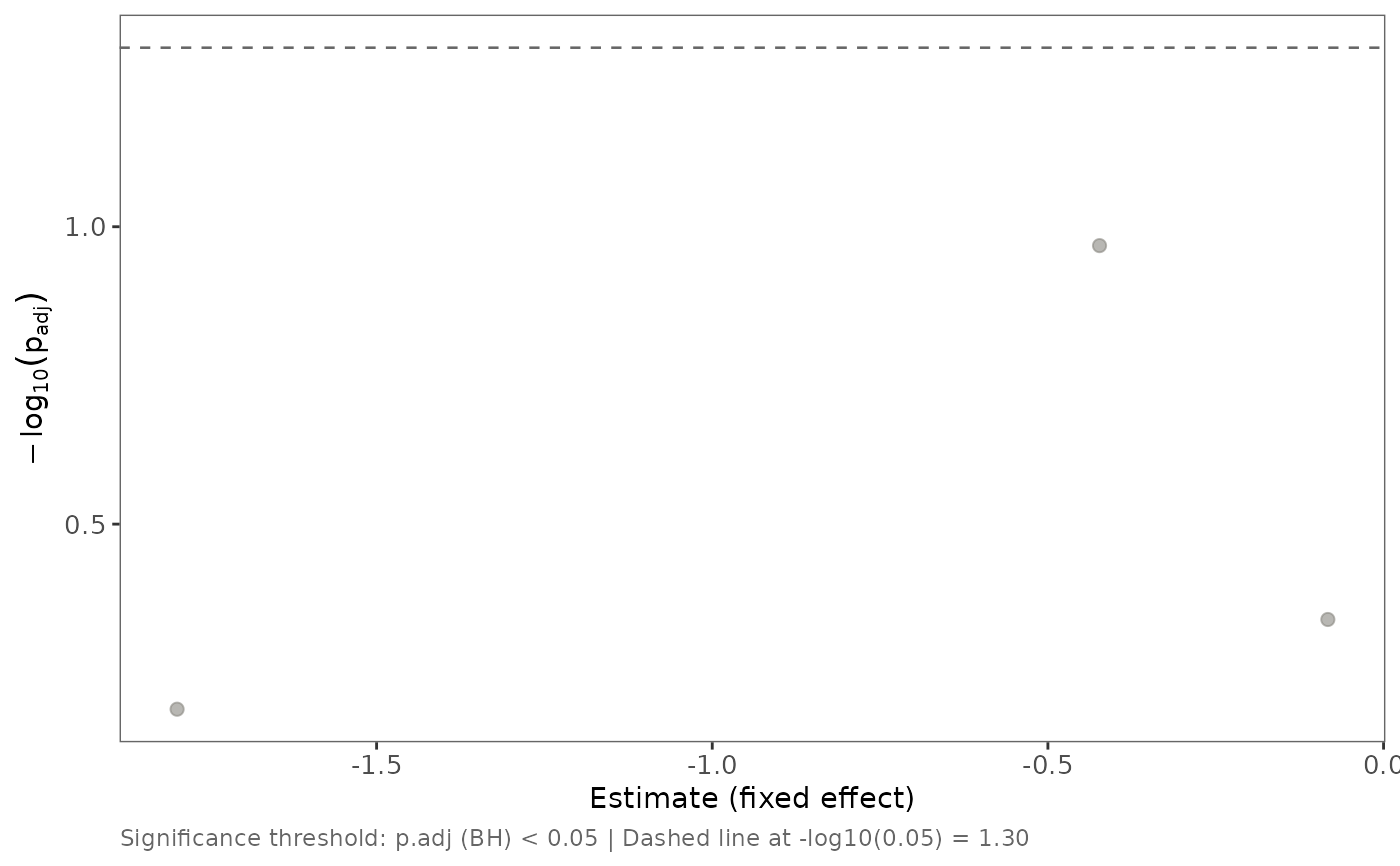 1.0
0.5
−log10(padj)
-1.5 -1.0 -0.5 0.0
Estimate (fixed effect)
Significance threshold: p.adj (BH) < 0.05 | Dashed line at -log10(0.05) = 1.30